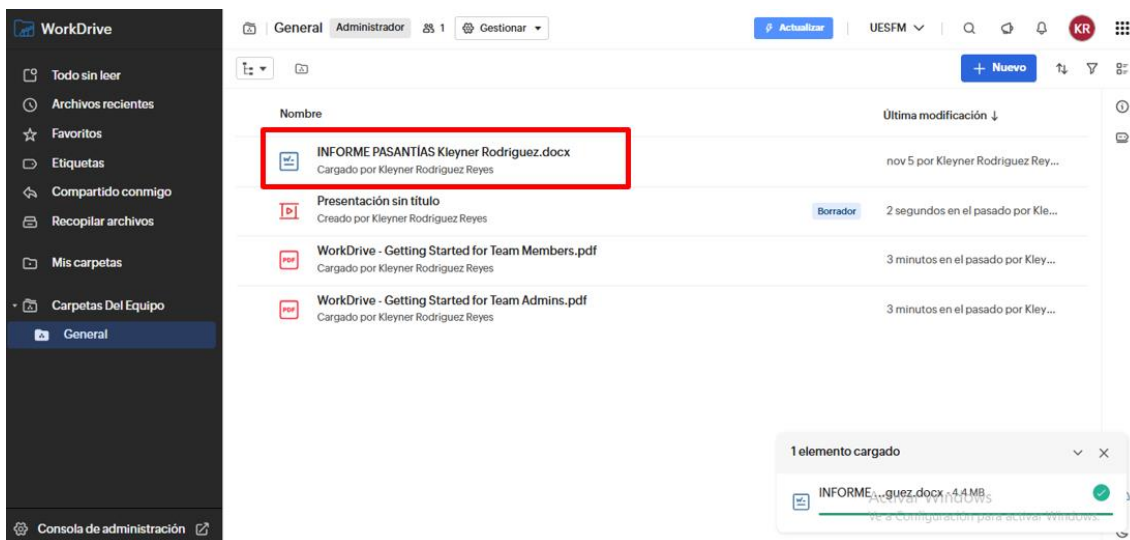 WorkDrive
General Administrador 1 Gestionar
Actualizar UESFM KR
Todo sin leer
Archivos recientes
Favoritos
Etiquetas
Compartido conmigo
Recopilar archivos
Mis carpetas
Carpetas Del Equipo
General
Consola de administración
+ Nuevo
Nombre Última modificación ↓
INFORME PASANTÍAS Kleyner Rodriguez.docx
Cargado por Kleyner Rodriguez Reyes
nov 5 por Kleyner Rodriguez Rey...
Presentación sin título
Creado por Kleyner Rodriguez Reyes
Borrador 2 segundos en el pasado por Kle...
WorkDrive - Getting Started for Team Members.pdf
Cargado por Kleyner Rodriguez Reyes
PDF
3 minutos en el pasado por Kley...
WorkDrive - Getting Started for Team Admins.pdf
Cargado por Kleyner Rodriguez Reyes
PDF
3 minutos en el pasado por Kley...
1 elemento cargado
INFORME ...guez.docx · 4.4 MB
Activar Windows
Ve a Configuración para activar Windows.